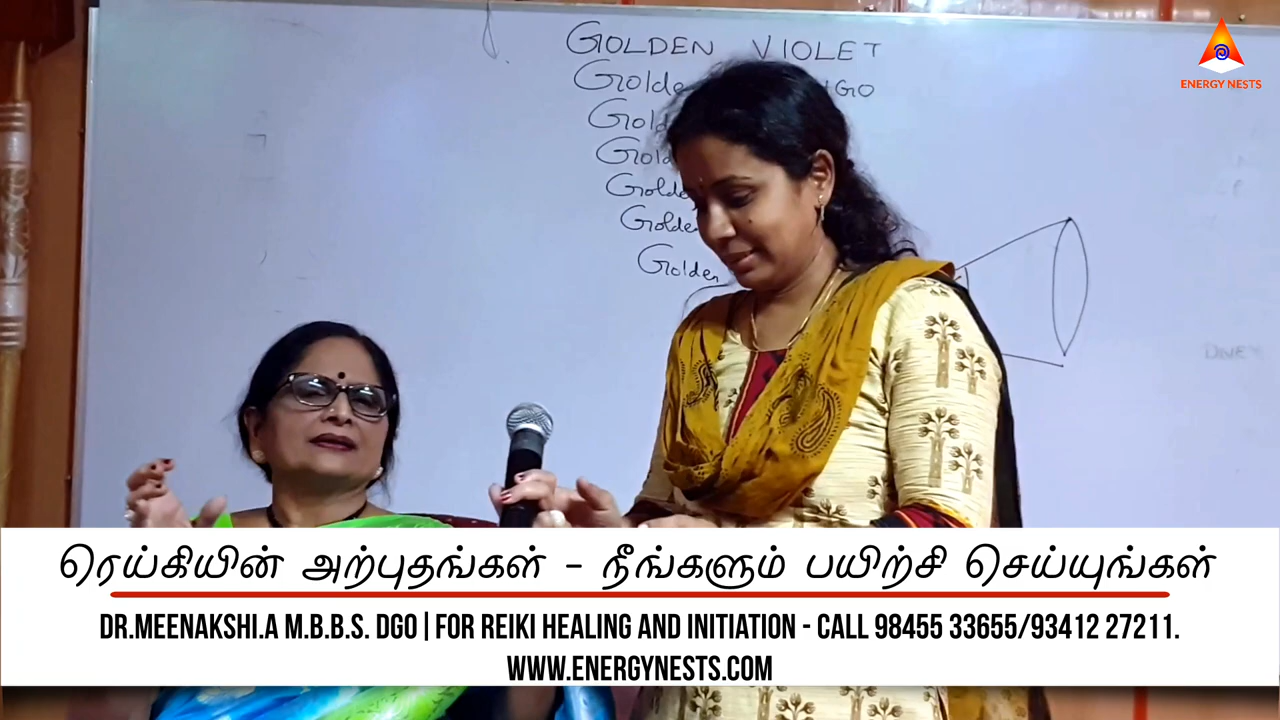 GOLDEN VIOLET
Golde
IGO
Gold
Gold
Golde
Golde
Golden
ENERGY NESTS
ரெய்கியின் அற்புதங்கள் - நீங்களும் பயிற்சி செய்யுங்கள்
DR.MEENAKSHI.A M.B.B.S. DGO | FOR REIKI HEALING AND INITIATION - CALL 98455 33655/93412 27211.
WWW.ENERGYNESTS.COM